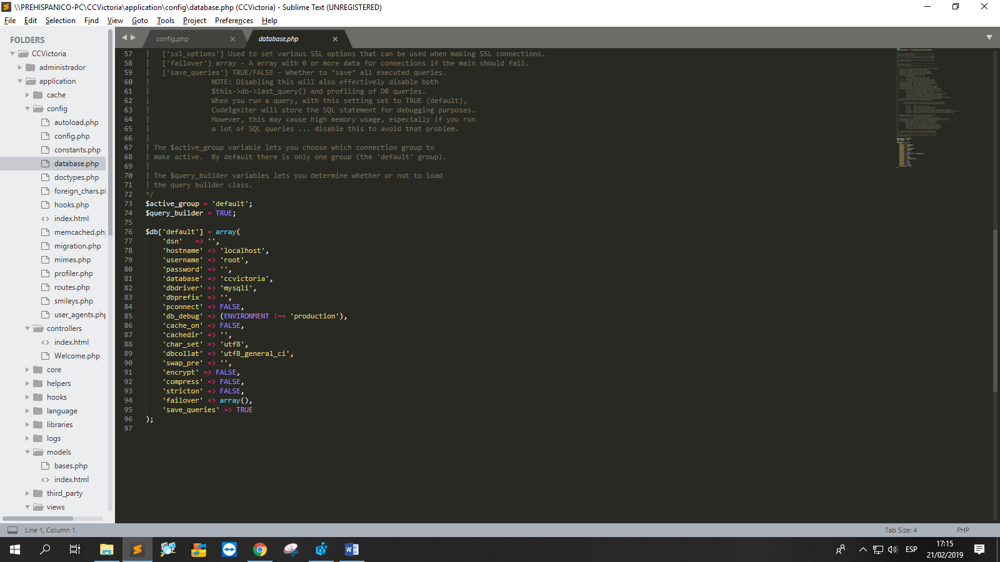 \\PREHISPANICO-PC\CCVictoria\application\config\database.php (CCVictoria) - Sublime Text (UNREGISTERED)
File Edit Selection Find View Goto Tools Project Preferences Help
FOLDERS
CCVictoria
administrador
application
cache
config
autoload.php
config.php
constants.php
database.php
doctypes.php
foreign_chars.pl
hooks.php
index.html
memcached.ph
migration.php
mimes.php
profiler.php
routes.php
smileys.php
user_agents.php
controllers
index.html
Welcome.php
core
helpers
hooks
language
libraries
logs
models
bases.php
index.html
third_party
views
config.php database.php
57 | ['ssl_options'] Used to set various SSL options that can be used when making SSL connections.
58 | ['failover'] array - A array with 0 or more data for connections if the main should fail.
59 | ['save_queries'] TRUE/FALSE - Whether to "save" all executed queries.
60 | NOTE: Disabling this will also effectively disable both
61 | $this->db->last_query() and profiling of DB queries.
62 | When you run a query, with this setting set to TRUE (default),
63 | CodeIgniter will store the SQL statement for debugging purposes.
64 | However, this may cause high memory usage, especially if you run
65 | a lot of SQL queries ... disable this to avoid that problem.
66 |
67 | The $active_group variable lets you choose which connection group to
68 | make active.  By default there is only one group (the 'default' group).
69 |
70 | The $query_builder variables lets you determine whether or not to load
71 | the query builder class.
72 */
73 $active_group = 'default';
74 $query_builder = TRUE;
75
76 $db['default'] = array(
77 'dsn'   => '',
78 'hostname' => 'localhost',
79 'username' => 'root',
80 'password' => '',
81 'database' => 'ccvictoria',
82 'dbdriver' => 'mysqli',
83 'dbprefix' => '',
84 'pconnect' => FALSE,
85 'db_debug' => (ENVIRONMENT !== 'production'),
86 'cache_on' => FALSE,
87 'cachedir' => '',
88 'char_set' => 'utf8',
89 'dbcollat' => 'utf8_general_ci',
90 'swap_pre' => '',
91 'encrypt' => FALSE,
92 'compress' => FALSE,
93 'stricton' => FALSE,
94 'failover' => array(),
95 'save_queries' => TRUE
96 );
97
Line 1, Column 1 Tab Size: 4 PHP
ESP
17:15
21/02/2019